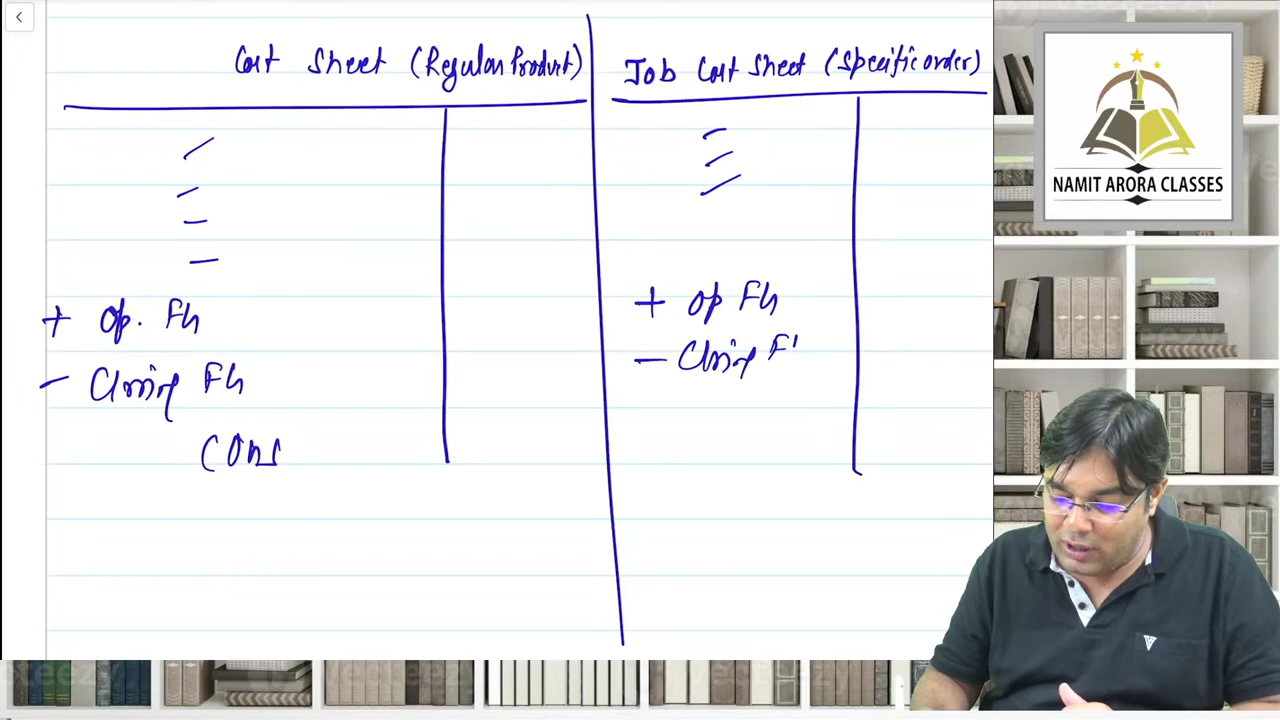 Cost Sheet (Regular Product)
+ Op. FG
- Closing FG
COGS
Job Cost Sheet (Specific order)
+ op FG
- Closing F
NAMIT ARORA CLASSES